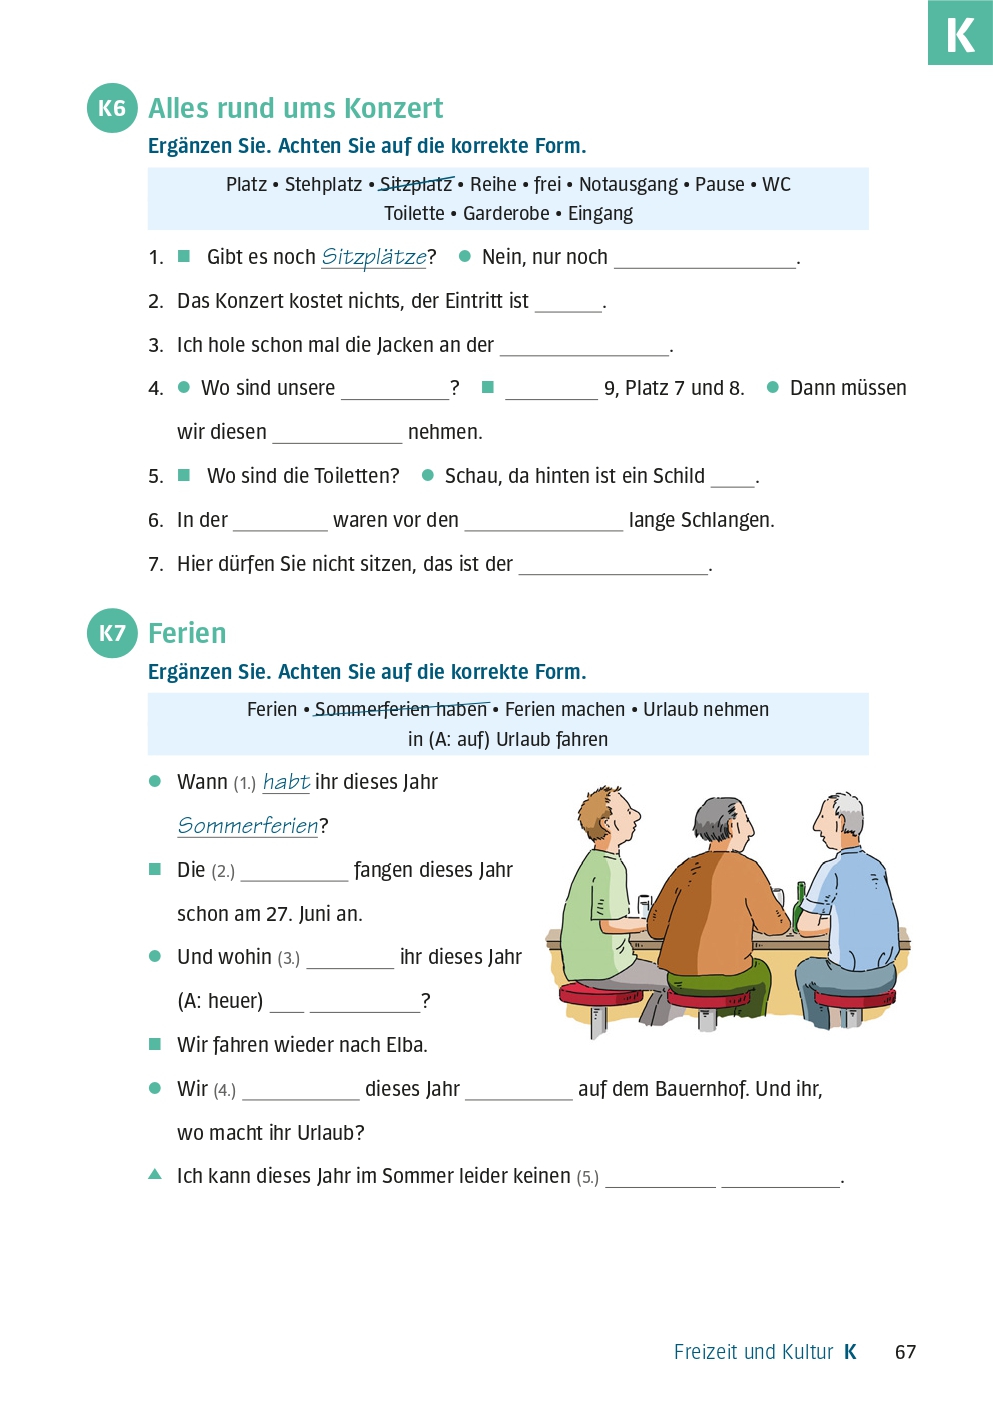 K
K6 Alles rund ums Konzert
Ergänzen Sie. Achten Sie auf die korrekte Form.
Platz • Stehplatz • Sitzplatz • Reihe • frei • Notausgang • Pause • WC
Toilette • Garderobe • Eingang
1. ■ Gibt es noch Sitzplätze? ● Nein, nur noch ____________.
2. Das Konzert kostet nichts, der Eintritt ist ______.
3. Ich hole schon mal die Jacken an der ____________.
4. ● Wo sind unsere __________? ■ ________ 9, Platz 7 und 8. ● Dann müssen
wir diesen ____________ nehmen.
5. ■ Wo sind die Toiletten? ● Schau, da hinten ist ein Schild ____.
6. In der ________ waren vor den ______________ lange Schlangen.
7. Hier dürfen Sie nicht sitzen, das ist der ________________.
K7 Ferien
Ergänzen Sie. Achten Sie auf die korrekte Form.
Ferien • Sommerferien haben • Ferien machen • Urlaub nehmen
in (A: auf) Urlaub fahren
● Wann (1.) habt ihr dieses Jahr
Sommerferien?
■ Die (2.) __________ fangen dieses Jahr
schon am 27. Juni an.
● Und wohin (3.) ________ ihr dieses Jahr
(A: heuer) ___ __________?
■ Wir fahren wieder nach Elba.
● Wir (4.) __________ dieses Jahr __________ auf dem Bauernhof. Und ihr,
wo macht ihr Urlaub?
▲ Ich kann dieses Jahr im Sommer leider keinen (5.) __________ __________.
Freizeit und Kultur K 67